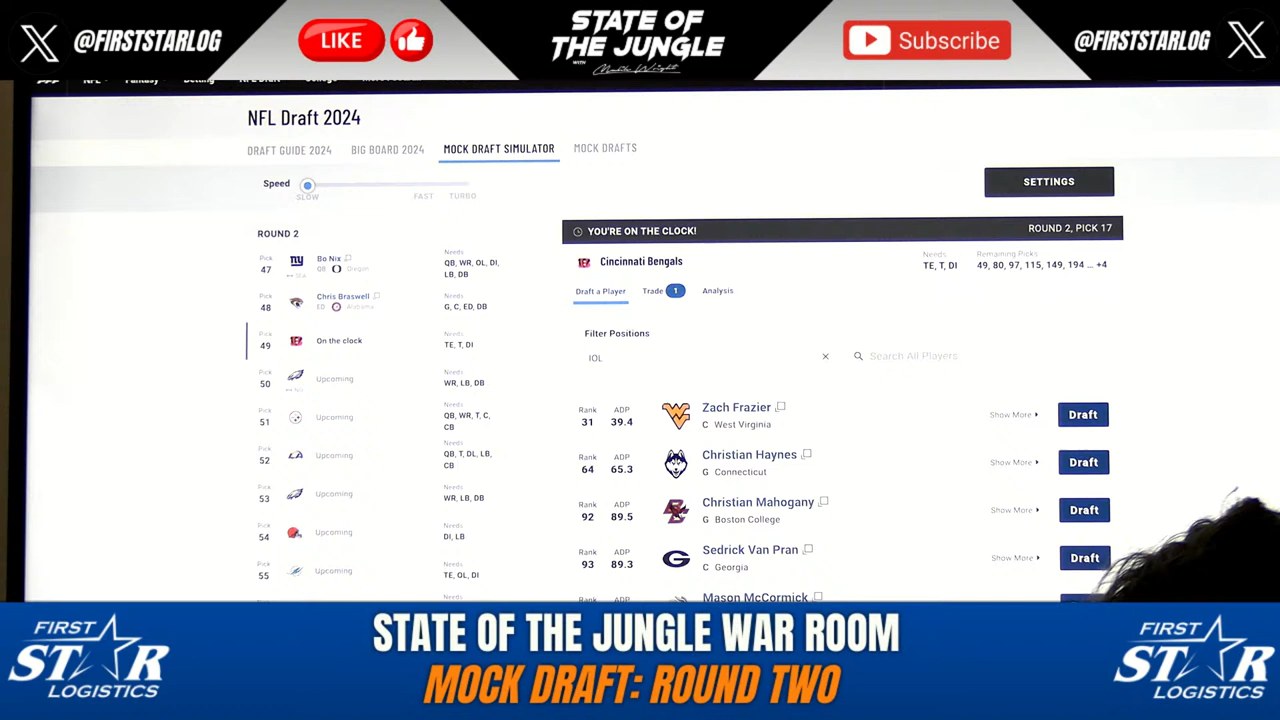 @FIRSTSTARLOG
LIKE
STATE OF
THE JUNGLE
WITH
Malik Wright
Subscribe
@FIRSTSTARLOG
NFL Draft 2024
DRAFT GUIDE 2024
BIG BOARD 2024
MOCK DRAFT SIMULATOR
MOCK DRAFTS
Speed
SLOW
FAST
TURBO
SETTINGS
ROUND 2
YOU'RE ON THE CLOCK!
ROUND 2, PICK 17
Cincinnati Bengals
Needs
TE, T, DI
Remaining Picks
49, 80, 97, 115, 149, 194 ... +4
Draft a Player
Trade 1
Analysis
Filter Positions
IOL
Search All Players
Pick
47
Bo Nix
QB Oregon
Needs
QB, WR, OL, DI,
LB, DB
Pick
48
Chris Braswell
ED Alabama
Needs
G, C, ED, DB
Pick
49
On the clock
Needs
TE, T, DI
Pick
50
Upcoming
Needs
WR, LB, DB
Pick
51
Upcoming
Needs
QB, WR, T, C,
CB
Pick
52
Upcoming
Needs
QB, T, DL, LB,
CB
Pick
53
Upcoming
Needs
WR, LB, DB
Pick
54
Upcoming
Needs
DI, LB
Pick
55
Upcoming
Needs
TE, OL, DI
Rank
31
ADP
39.4
Zach Frazier
C West Virginia
Show More
Draft
Rank
64
ADP
65.3
Christian Haynes
G Connecticut
Show More
Draft
Rank
92
ADP
89.5
Christian Mahogany
G Boston College
Show More
Draft
Rank
93
ADP
89.3
Sedrick Van Pran
C Georgia
Show More
Draft
Rank
ADP
Mason McCormick
FIRST
STAR
LOGISTICS
STATE OF THE JUNGLE WAR ROOM
MOCK DRAFT: ROUND TWO
FIRST
STAR
LOGISTICS